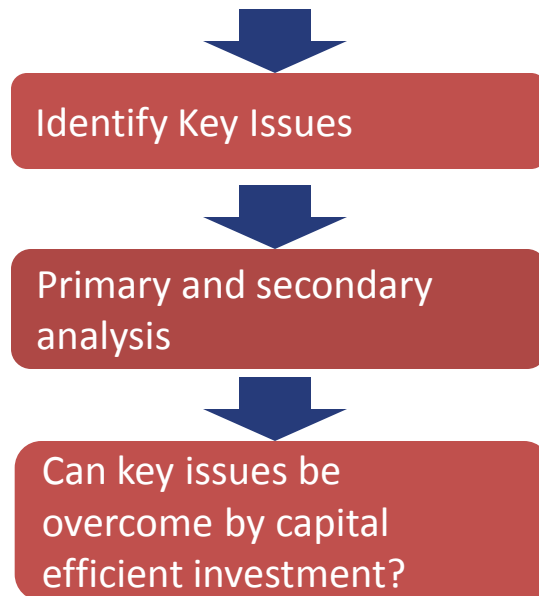 Identify Key Issues
Primary and secondary
analysis
Can key issues be
overcome by capital
efficient investment?